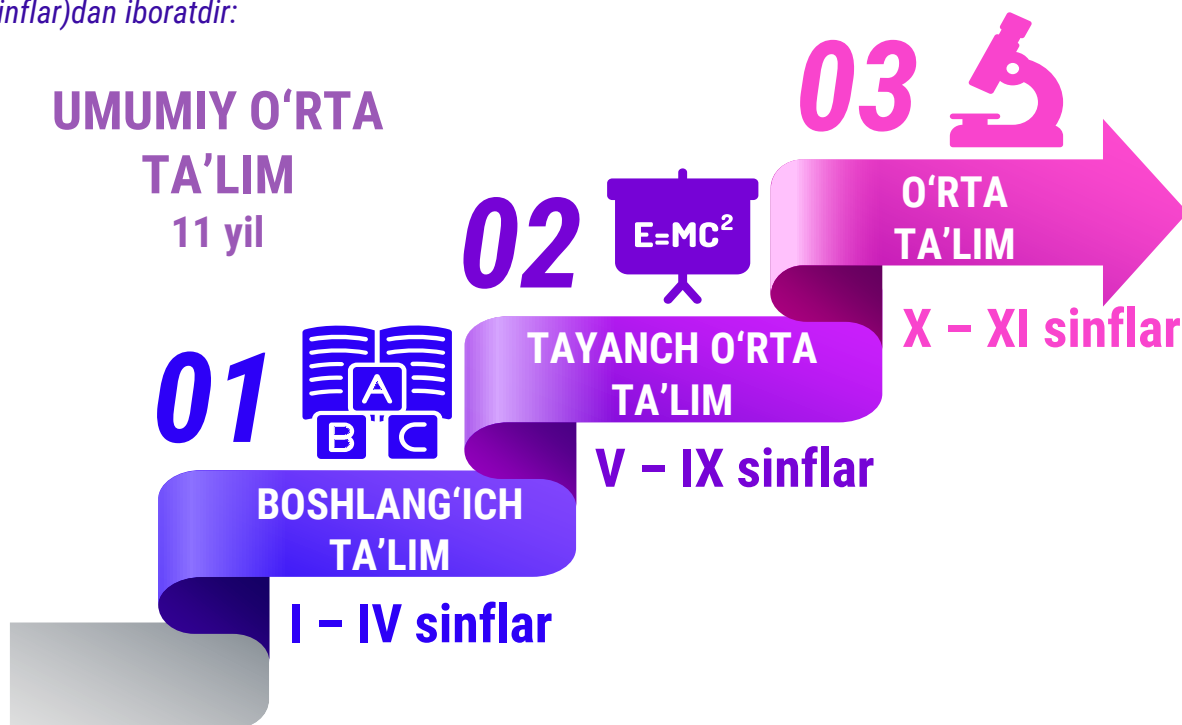 inflar)dan iboratdir:
UMUMIY O‘RTA
TA’LIM
11 yil
03
O‘RTA
TA’LIM
X – XI sinflar
02
E=MC²
TAYANCH O‘RTA
TA’LIM
V – IX sinflar
01
A
B C
BOSHLANG‘ICH
TA’LIM
I – IV sinflar